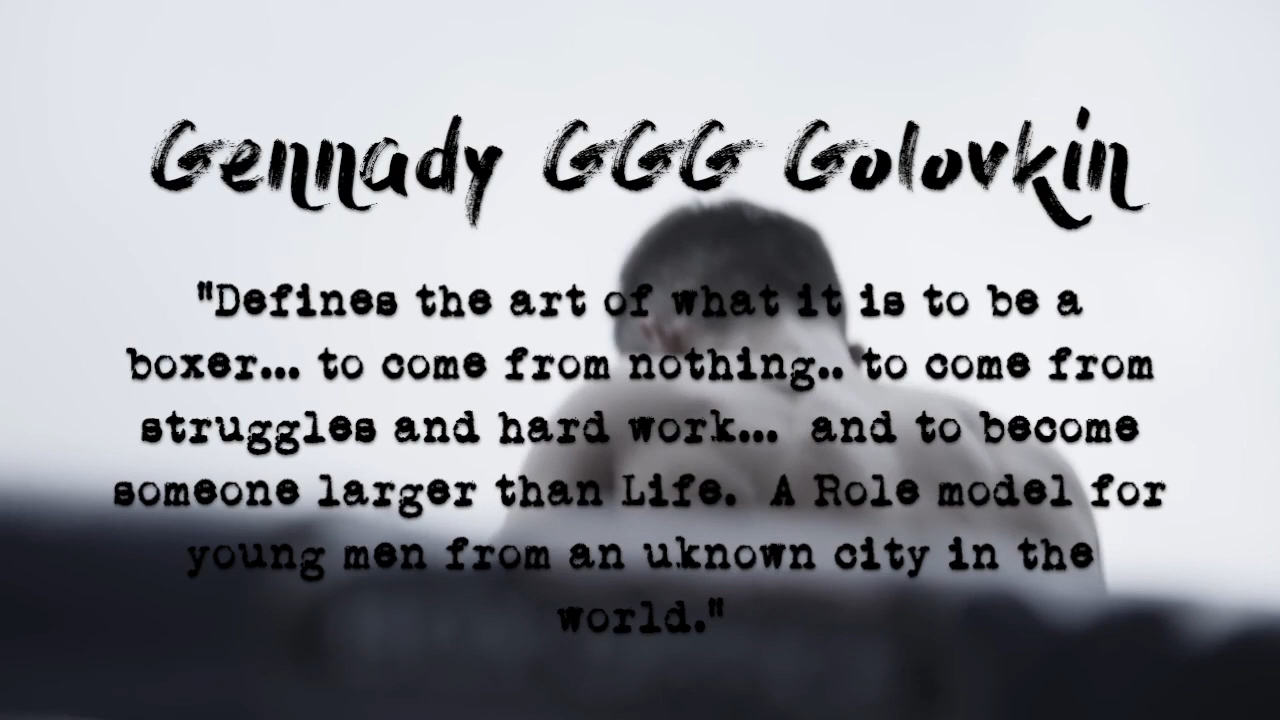 Gennady GGG Golovkin
"Defines the art of what it is to be a
boxer... to come from nothing.. to come from
struggles and hard work...  and to become
someone larger than Life.  A Role model for
young men from an uknown city in the
world."